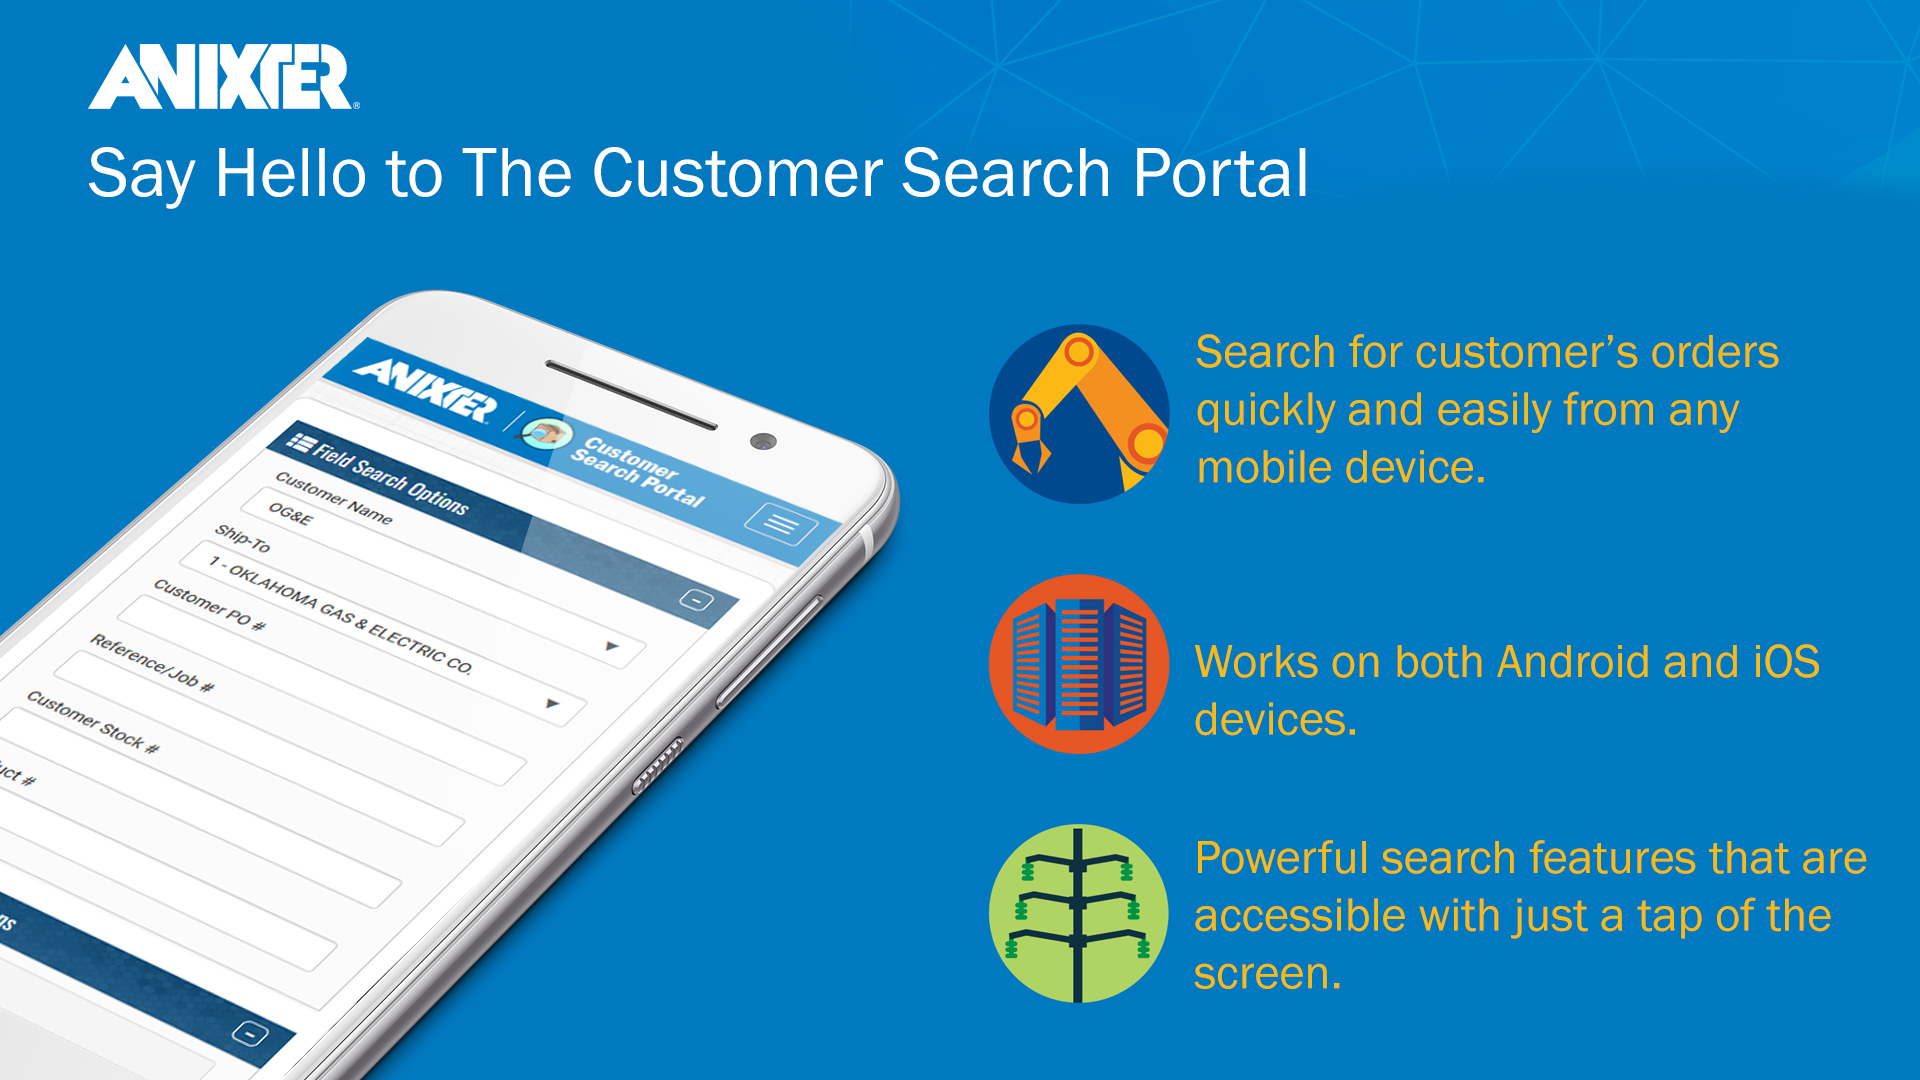 ANIXTER®
Say Hello to The Customer Search Portal
ANIXTER
Customer
Search Portal
Field Search Options
Customer Name
OG&E
Ship-To
1 - OKLAHOMA GAS & ELECTRIC CO.
Customer PO #
Reference/Job #
Customer Stock #
uct #
ns
Search for customer’s orders
quickly and easily from any
mobile device.
Works on both Android and iOS
devices.
Powerful search features that are
accessible with just a tap of the
screen.